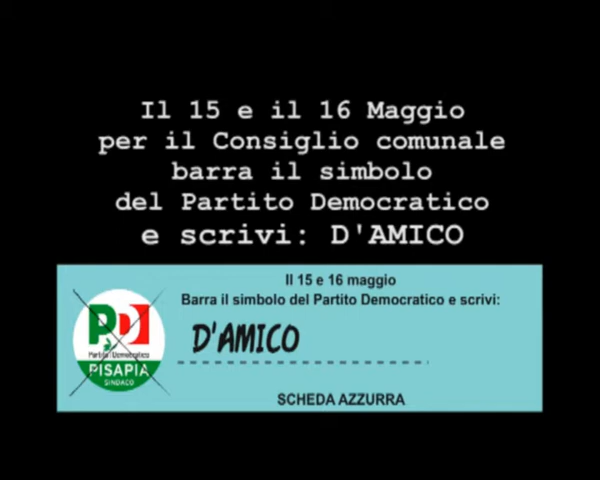 Il 15 e il 16 Maggio
per il Consiglio comunale
barra il simbolo
del Partito Democratico
e scrivi: D'AMICO
Il 15 e 16 maggio
Barra il simbolo del Partito Democratico e scrivi:
D'AMICO
PD
Partito Democratico
PISAPIA
SINDACO
SCHEDA AZZURRA